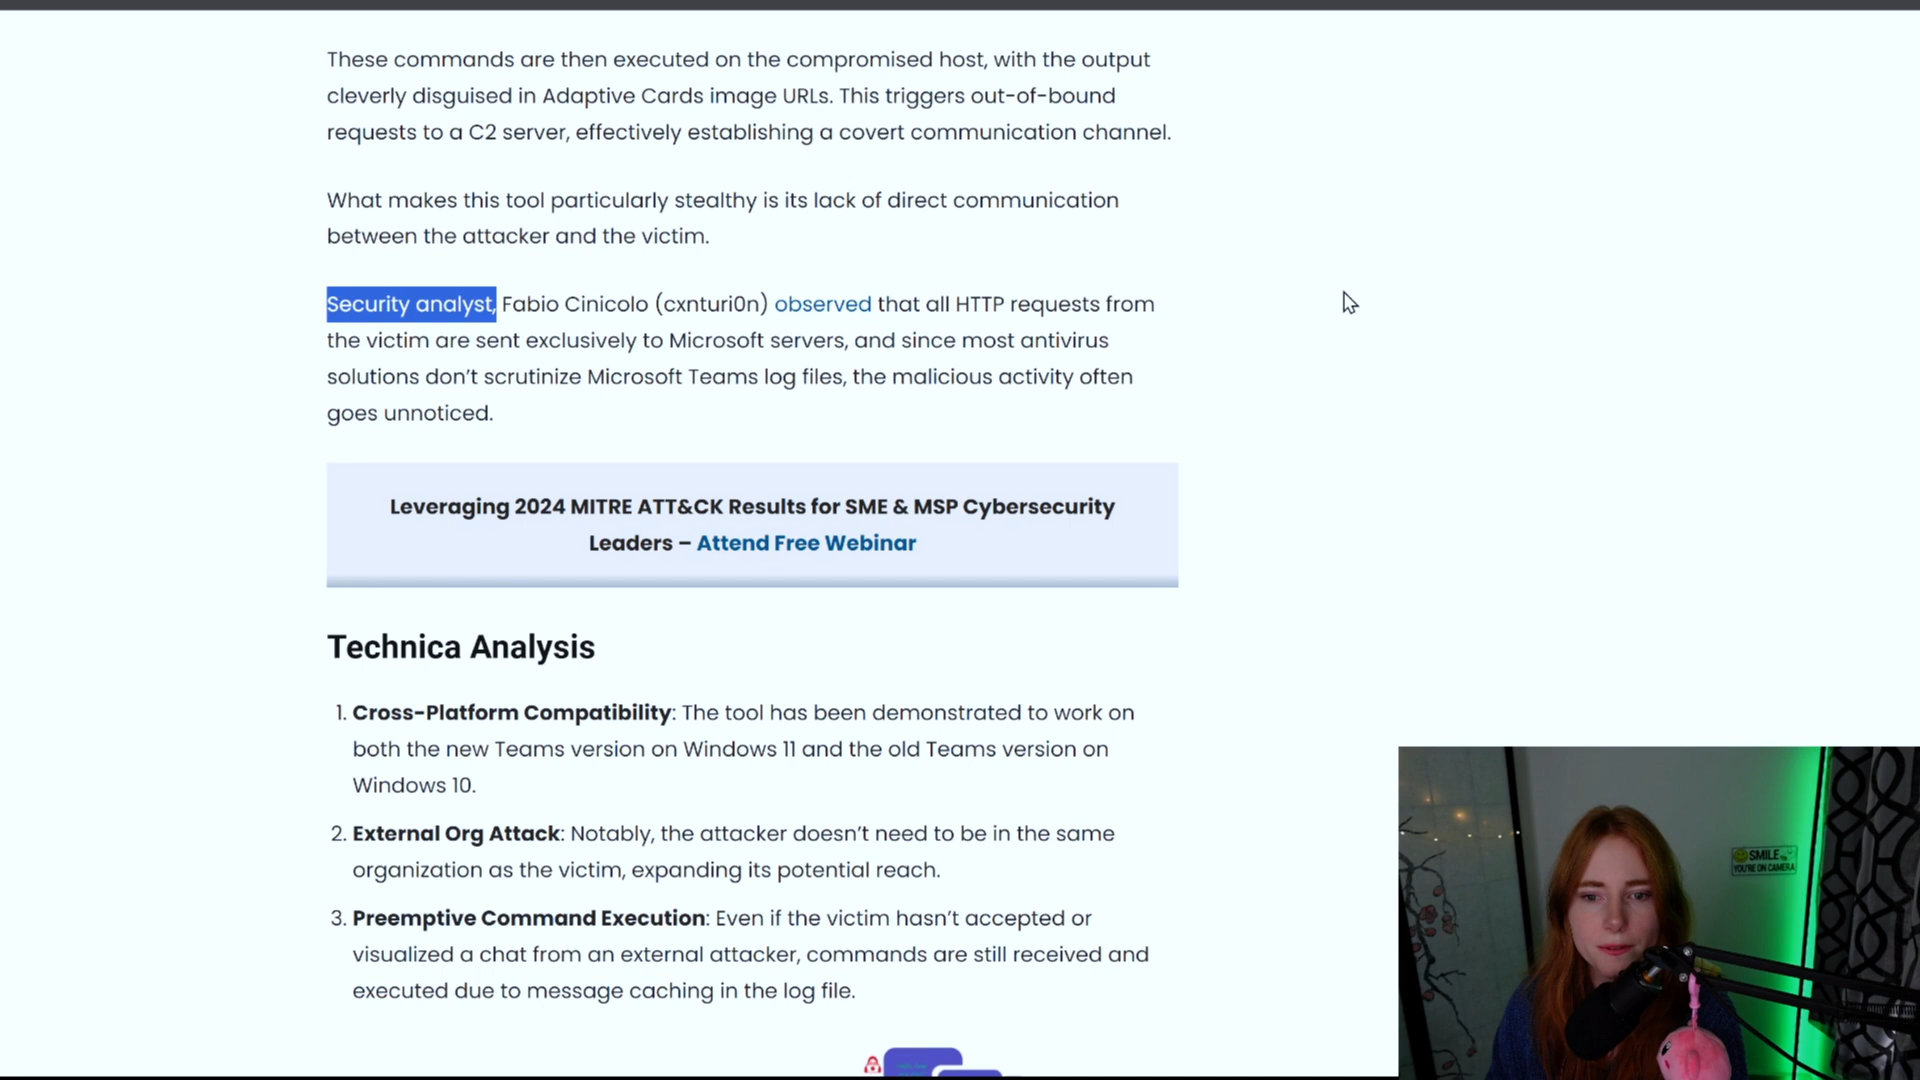 These commands are then executed on the compromised host, with the output
cleverly disguised in Adaptive Cards image URLs. This triggers out-of-bound
requests to a C2 server, effectively establishing a covert communication channel.
What makes this tool particularly stealthy is its lack of direct communication
between the attacker and the victim.
Security analyst, Fabio Cinicolo (cxnturi0n) observed that all HTTP requests from
the victim are sent exclusively to Microsoft servers, and since most antivirus
solutions don’t scrutinize Microsoft Teams log files, the malicious activity often
goes unnoticed.
Leveraging 2024 MITRE ATT&CK Results for SME & MSP Cybersecurity
Leaders – Attend Free Webinar
Technica Analysis
1. Cross-Platform Compatibility: The tool has been demonstrated to work on
both the new Teams version on Windows 11 and the old Teams version on
Windows 10.
2. External Org Attack: Notably, the attacker doesn’t need to be in the same
organization as the victim, expanding its potential reach.
3. Preemptive Command Execution: Even if the victim hasn’t accepted or
visualized a chat from an external attacker, commands are still received and
executed due to message caching in the log file.
SMILE
YOU'RE ON CAMERA